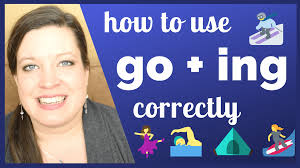 how to use
go + ing
correctly